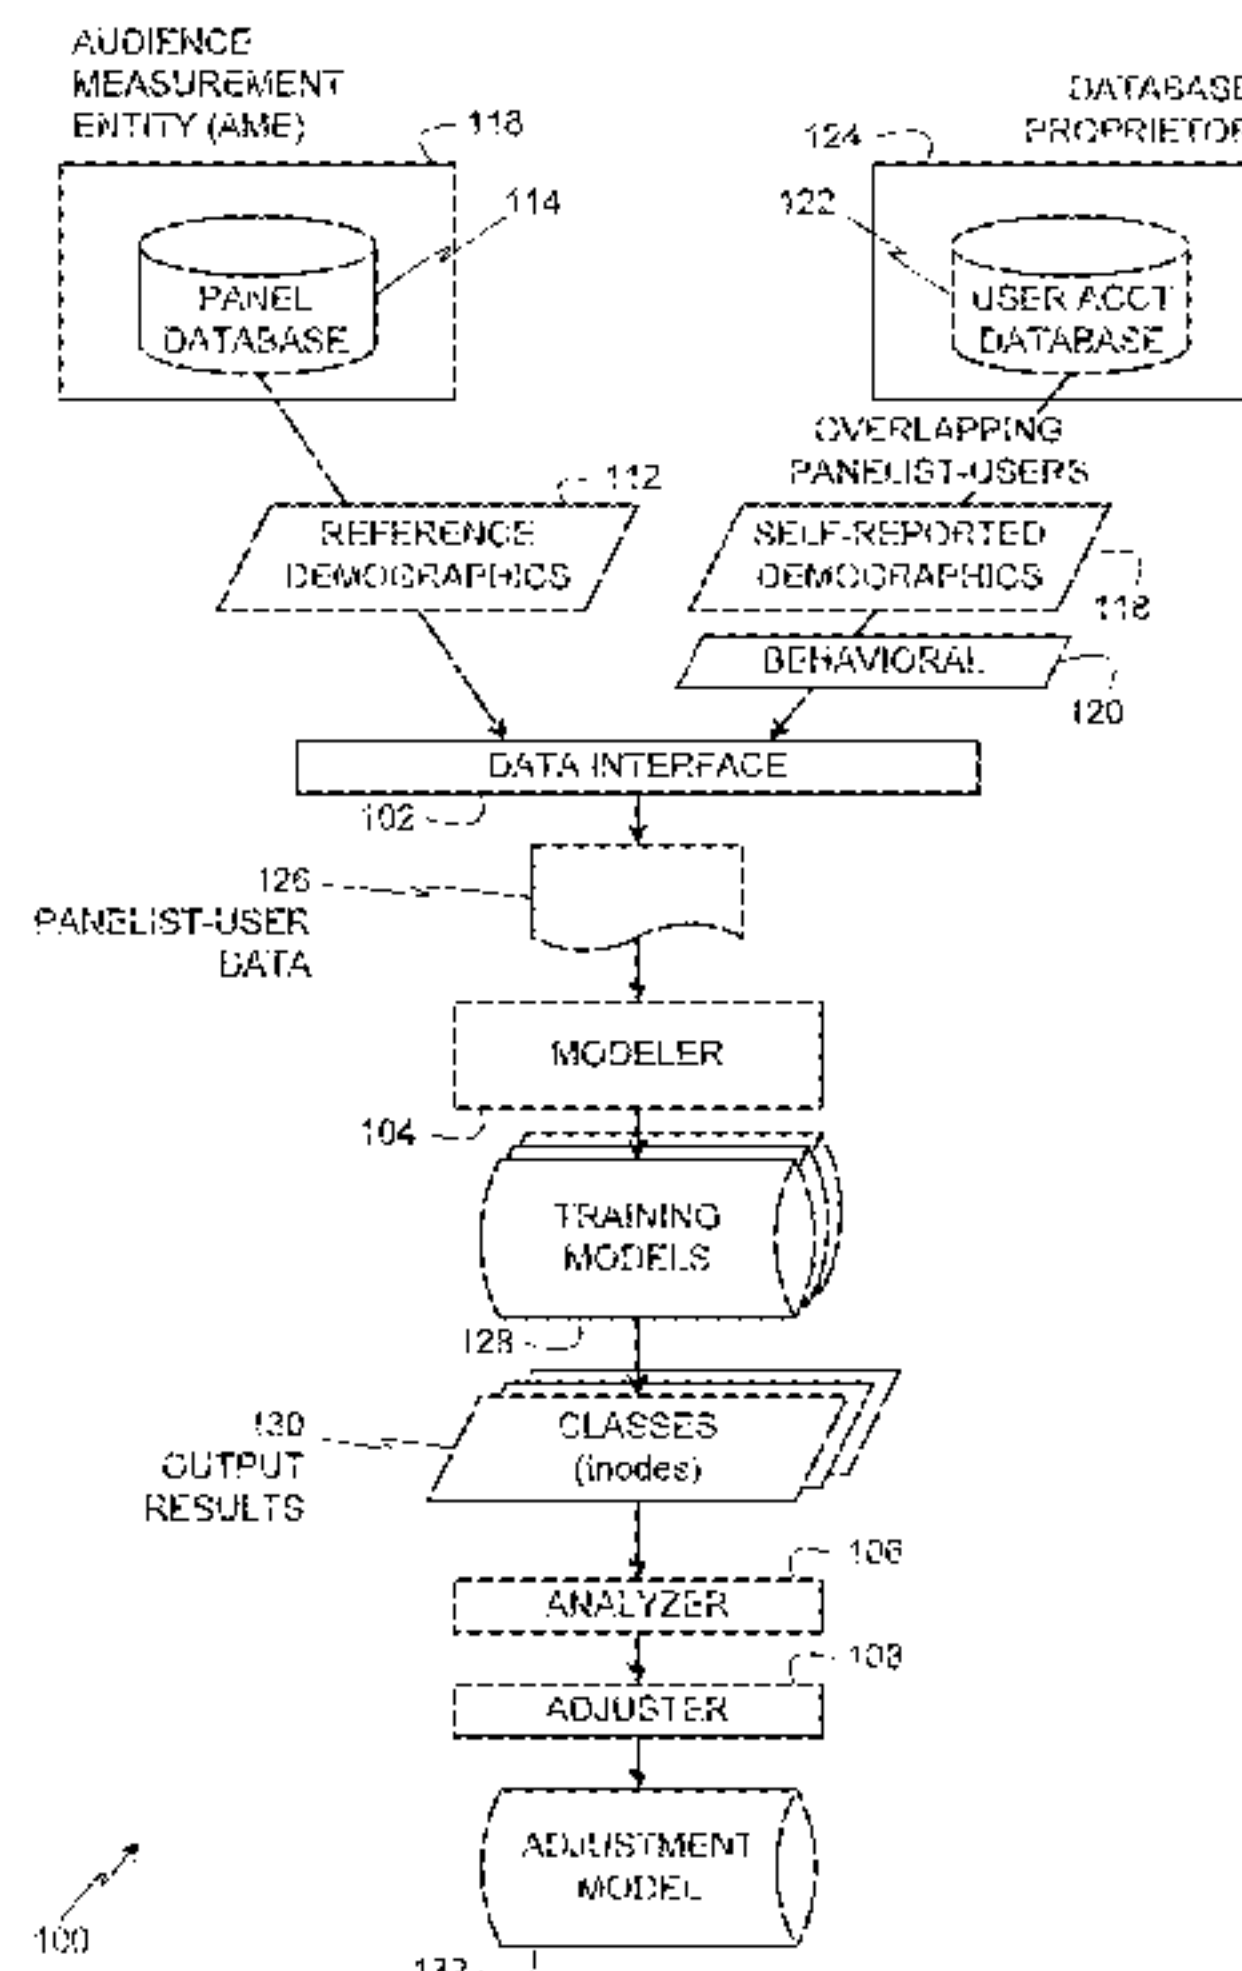 AUDIENCE
MEASUREMENT
ENTITY (AME)
DATABASE
PROPRIETOR
116
124
114
122
PANEL
DATABASE
USER ACCT
DATABASE
OVERLAPPING
PANELIST-USERS
112
REFERENCE
DEMOGRAPHICS
SELF-REPORTED
DEMOGRAPHICS
118
BEHAVIORAL
120
DATA INTERFACE
102
126
PANELIST-USER
DATA
MODELER
104
TRAINING
MODELS
128
130
OUTPUT
RESULTS
CLASSES
(inodes)
106
ANALYZER
108
ADJUSTER
ADJUSTMENT
MODEL
100